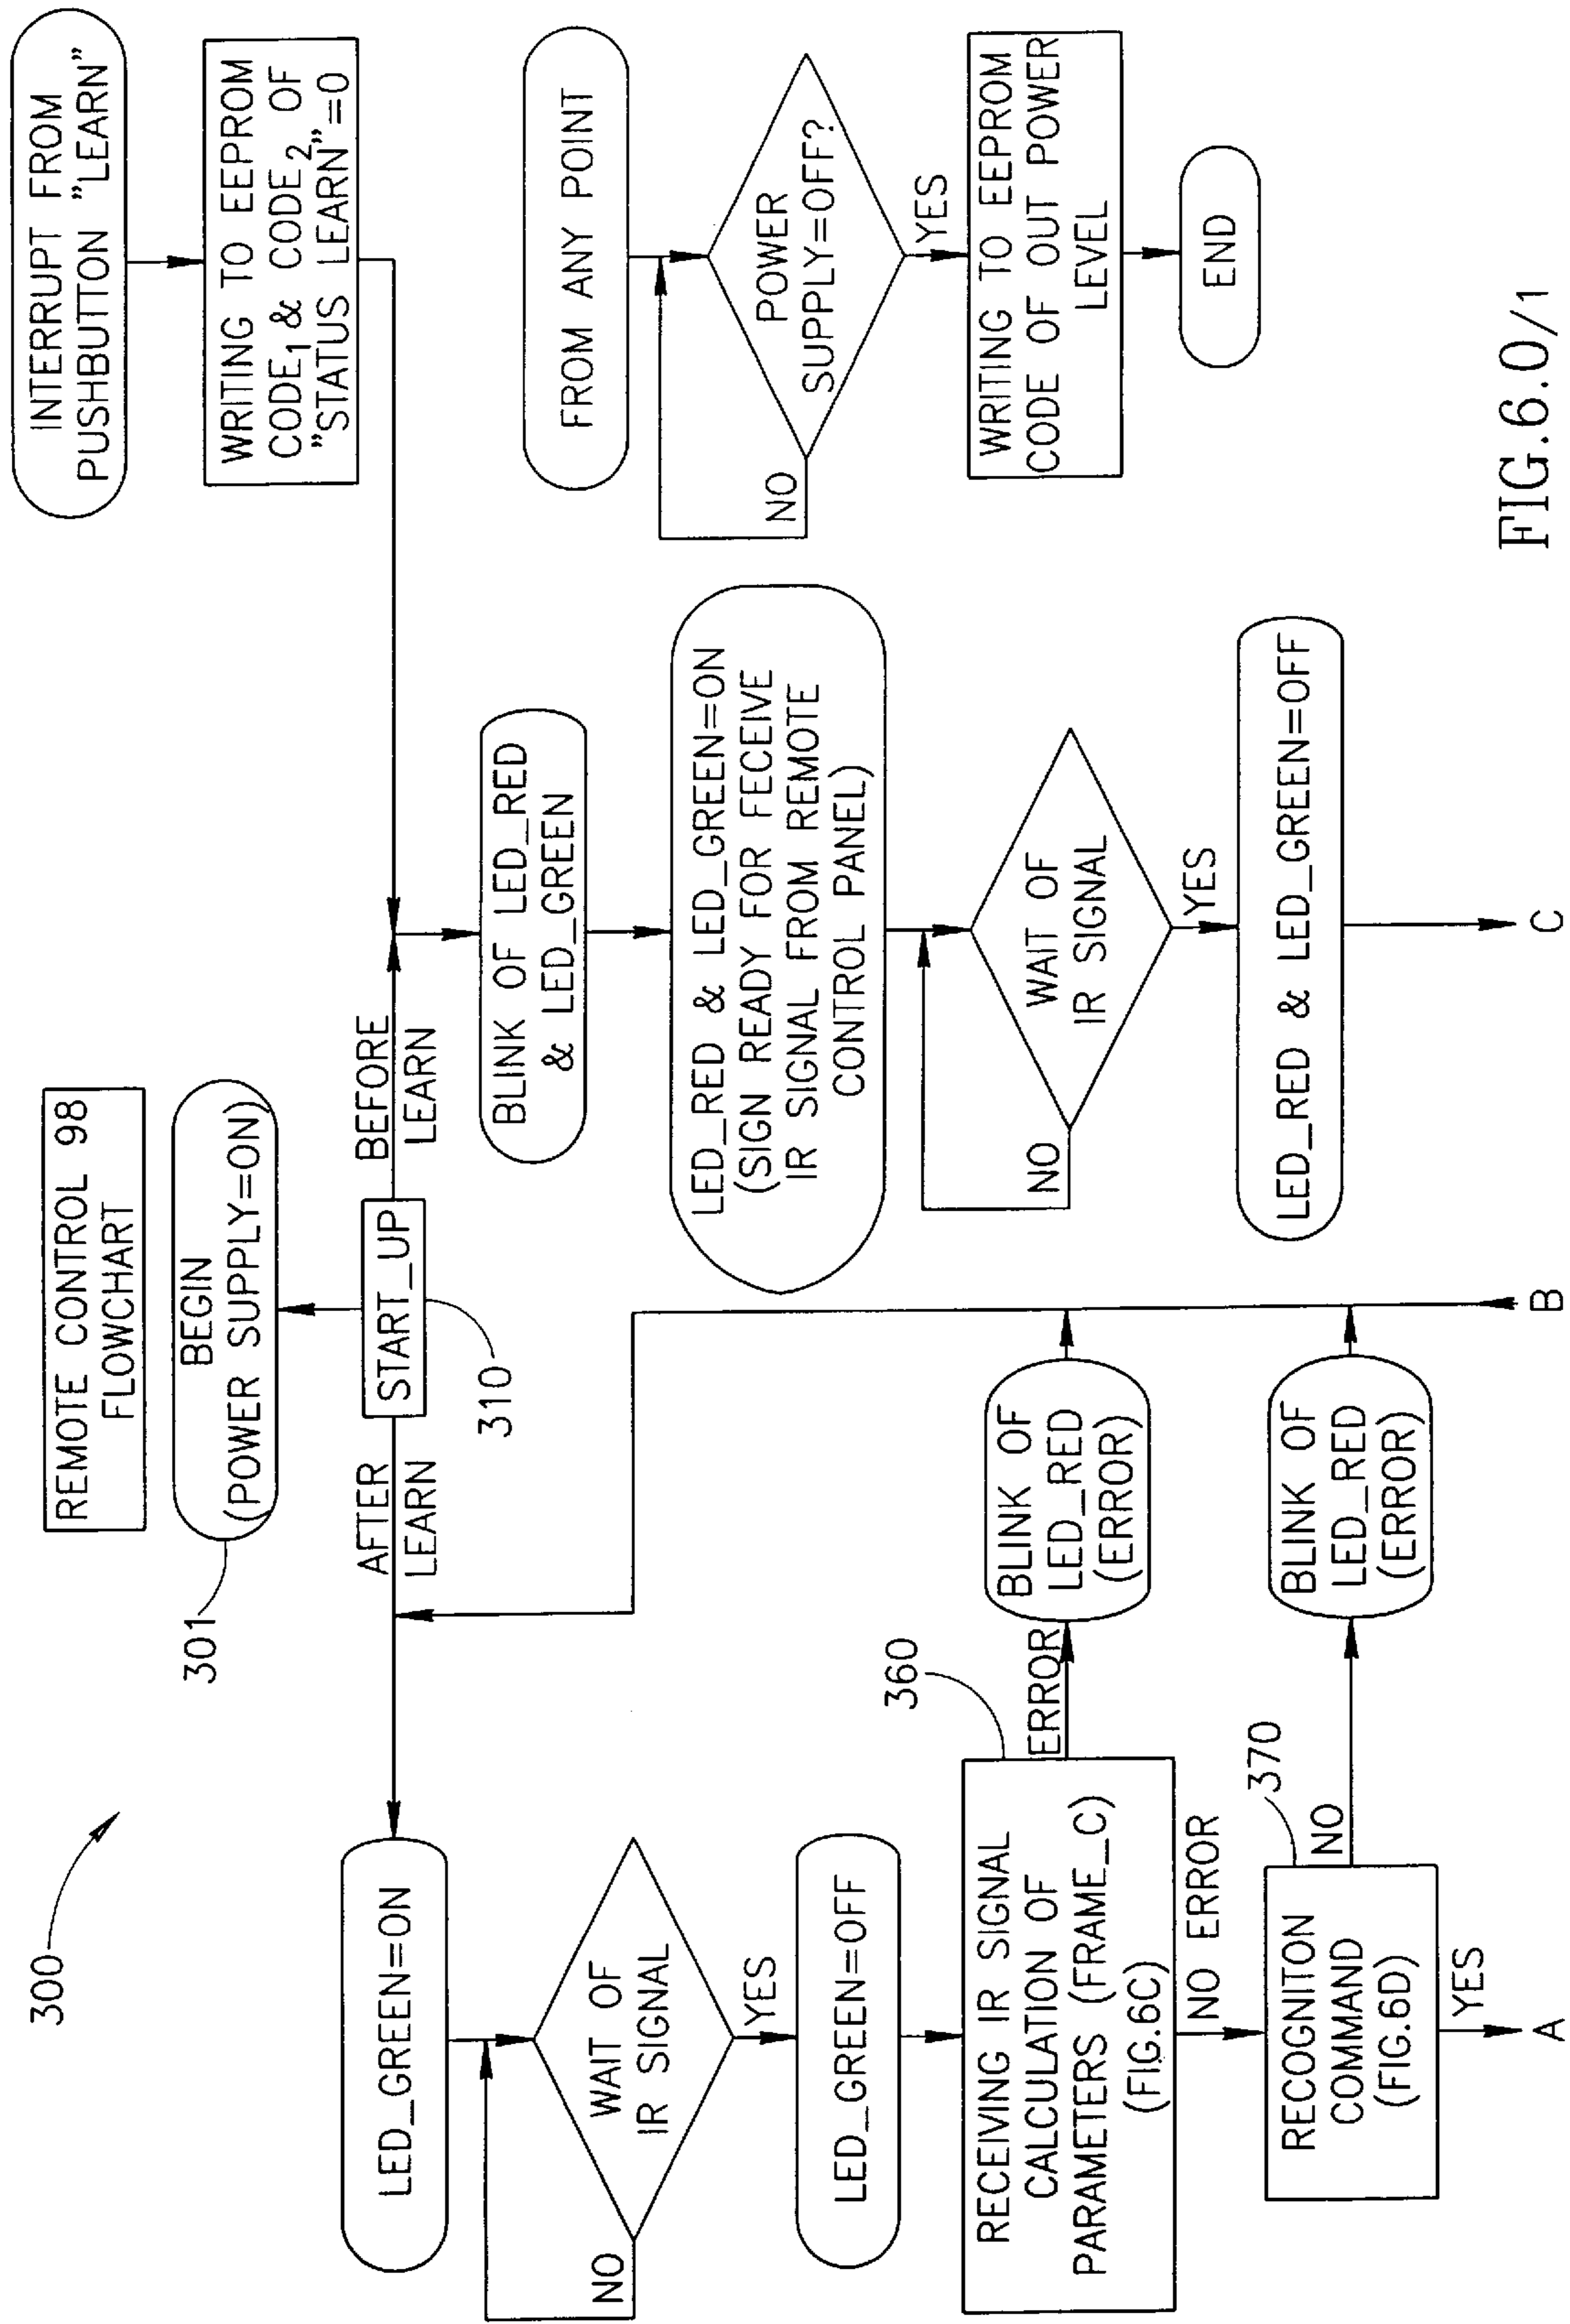 REMOTE CONTROL 98
FLOWCHART
300
301
BEGIN
(POWER SUPPLY=ON)
START_UP
310
AFTER
LEARN
BEFORE
LEARN
LED_GREEN=ON
WAIT OF
IR SIGNAL
NO
YES
LED_GREEN=OFF
360
RECEIVING IR SIGNAL
CALCULATION OF
PARAMETERS (FRAME_C)
(FIG.6C)
ERROR
BLINK OF
LED_RED
(ERROR)
NO ERROR
370
RECOGNITON
COMMAND
(FIG.6D)
NO
BLINK OF
LED_RED
(ERROR)
YES
A
B
INTERRUPT FROM
PUSHBUTTON "LEARN"
WRITING TO EEPROM
CODE1 & CODE2 OF
"STATUS LEARN"=0
BLINK OF LED_RED
& LED_GREEN
LED_RED & LED_GREEN=ON
(SIGN READY FOR FECEIVE
IR SIGNAL FROM REMOTE
CONTROL PANEL)
WAIT OF
IR SIGNAL
NO
YES
LED_RED & LED_GREEN=OFF
C
FROM ANY POINT
POWER
SUPPLY=OFF?
NO
YES
WRITING TO EEPROM
CODE OF OUT POWER
LEVEL
END
FIG.6.0/1